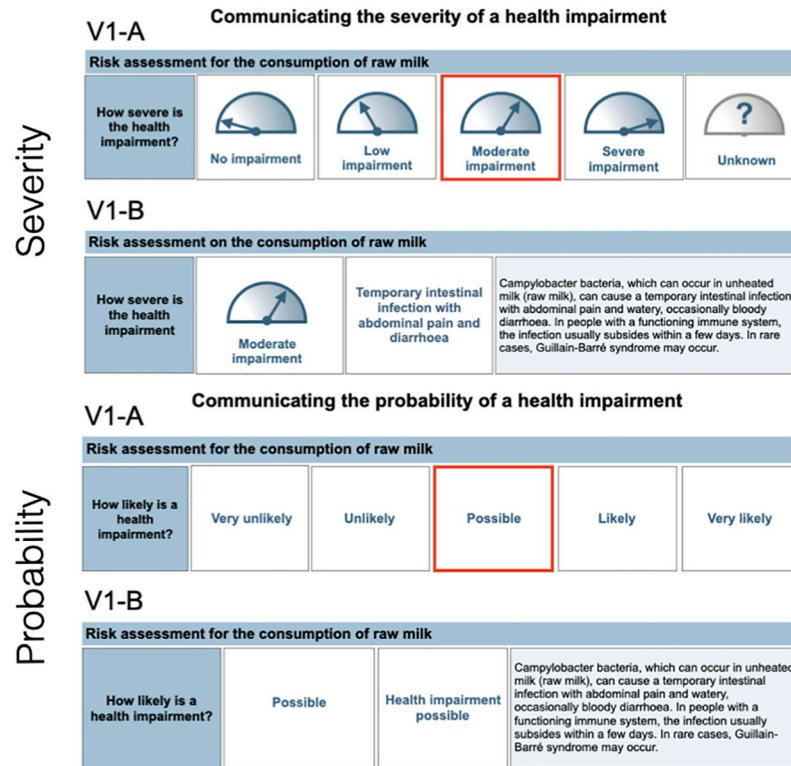 Communicating the severity of a health impairment
V1-A
Severity
Risk assessment for the consumption of raw milk
How severe is
the health
impairment?
No impairment
Low
impairment
Moderate
impairment
Severe
impairment
?
Unknown
V1-B
Risk assessment on the consumption of raw milk
How severe is
the health
impairment
Moderate
impairment
Temporary intestinal
infection with
abdominal pain and
diarrhoea
Campylobacter bacteria, which can occur in unheated
milk (raw milk), can cause a temporary intestinal infection
with abdominal pain and watery, occasionally bloody
diarrhoea. In people with a functioning immune system,
the infection usually subsides within a few days. In rare
cases, Guillain-Barré syndrome may occur.
Communicating the probability of a health impairment
V1-A
Probability
Risk assessment for the consumption of raw milk
How likely is a
health
impairment?
Very unlikely
Unlikely
Possible
Likely
Very likely
V1-B
Risk assessment for the consumption of raw milk
How likely is a
health impairment?
Possible
Health impairment
possible
Campylobacter bacteria, which can occur in unheated
milk (raw milk), can cause a temporary intestinal
infection with abdominal pain and watery,
occasionally bloody diarrhoea. In people with a
functioning immune system, the infection usually
subsides within a few days. In rare cases, Guillain-
Barré syndrome may occur.